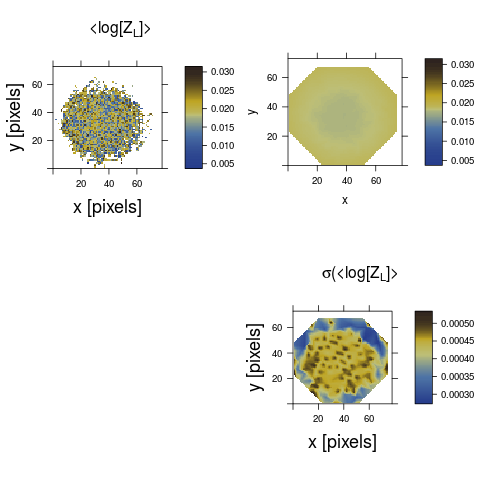 <log[Z_L]>
60
40
20
20 40 60
x [pixels]
y [pixels]
0.030
0.025
0.020
0.015
0.010
0.005
60
40
20
20 40 60
x
y
0.030
0.025
0.020
0.015
0.010
0.005
σ(<log[Z_L]>
60
40
20
20 40 60
x [pixels]
y [pixels]
0.00050
0.00045
0.00040
0.00035
0.00030